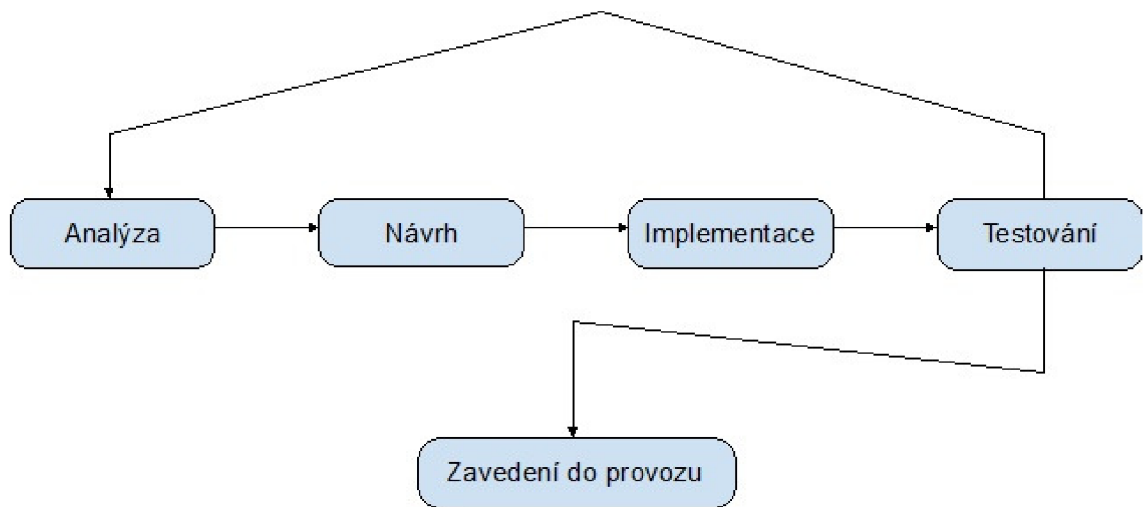 Analýza
Návrh
Implementace
Testování
Zavedení do provozu